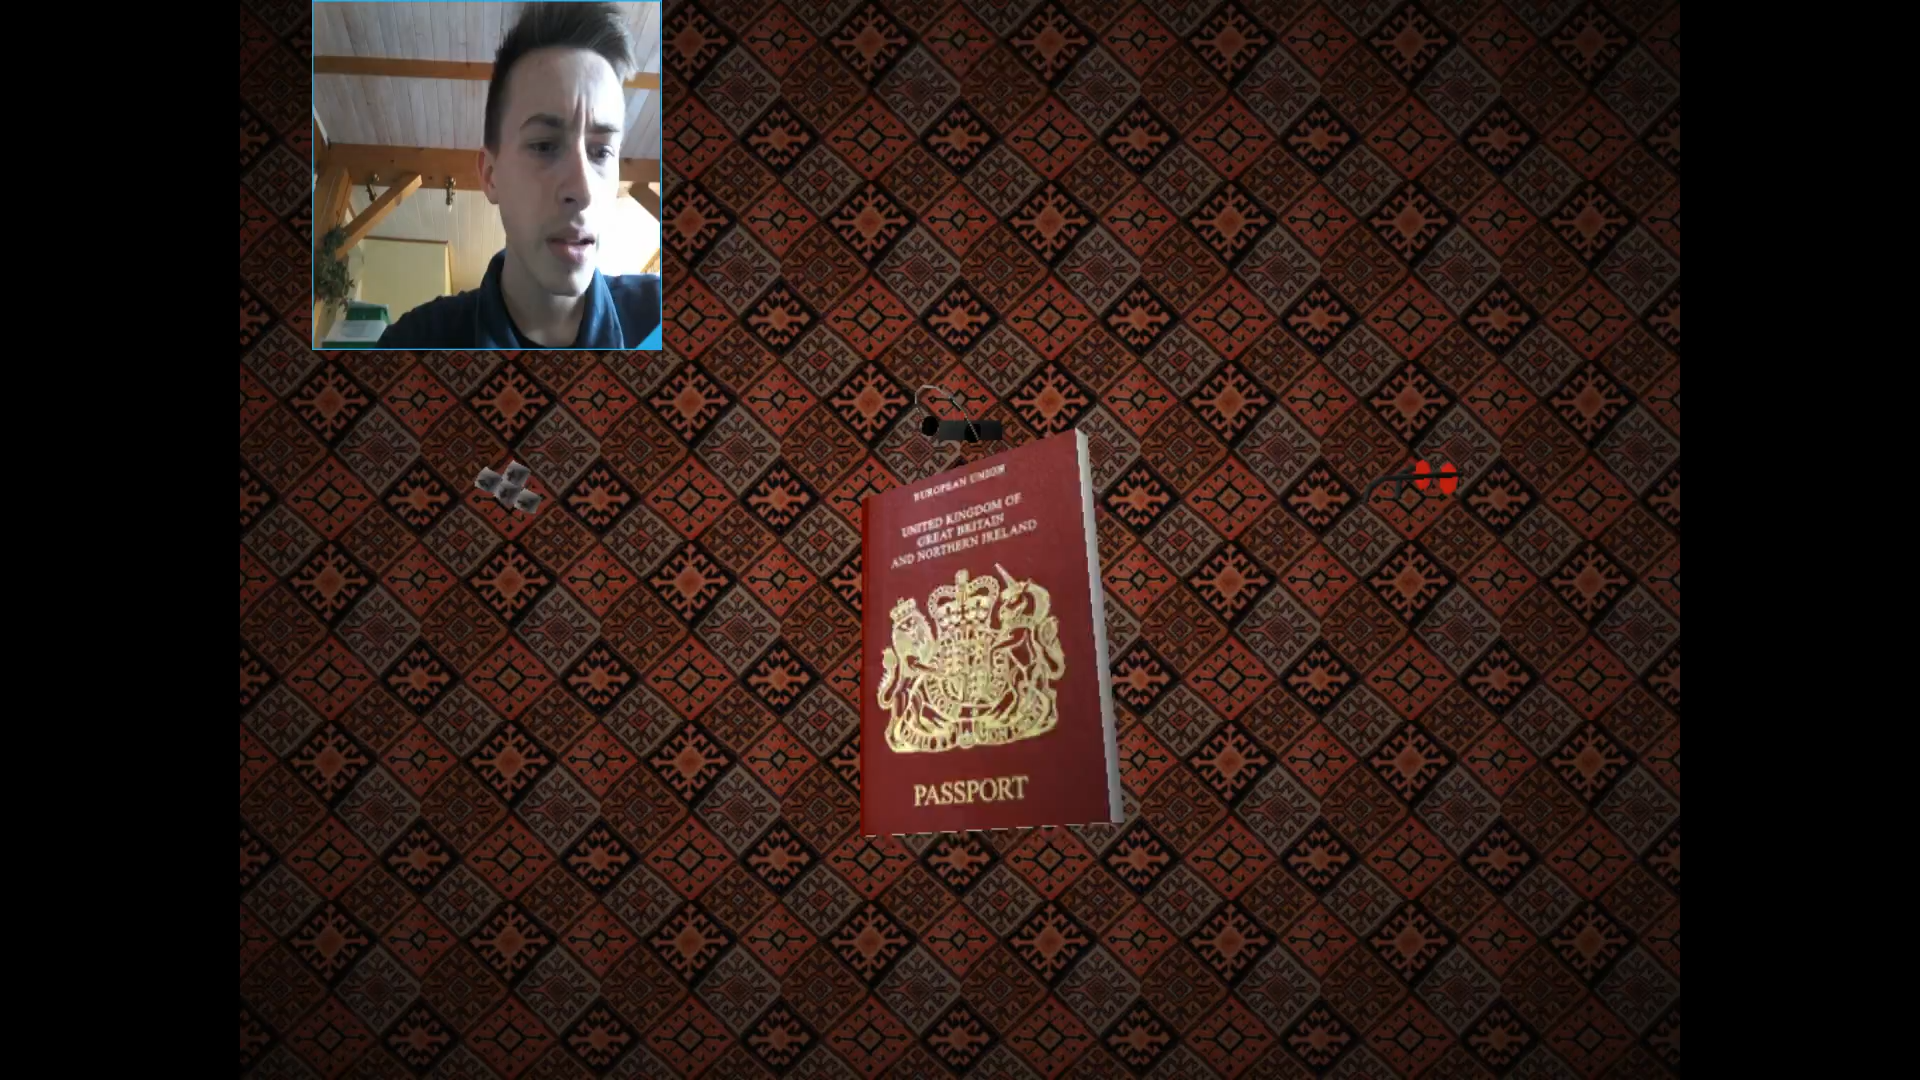 EUROPEAN UNION
UNITED KINGDOM OF
GREAT BRITAIN
AND NORTHERN IRELAND
PASSPORT